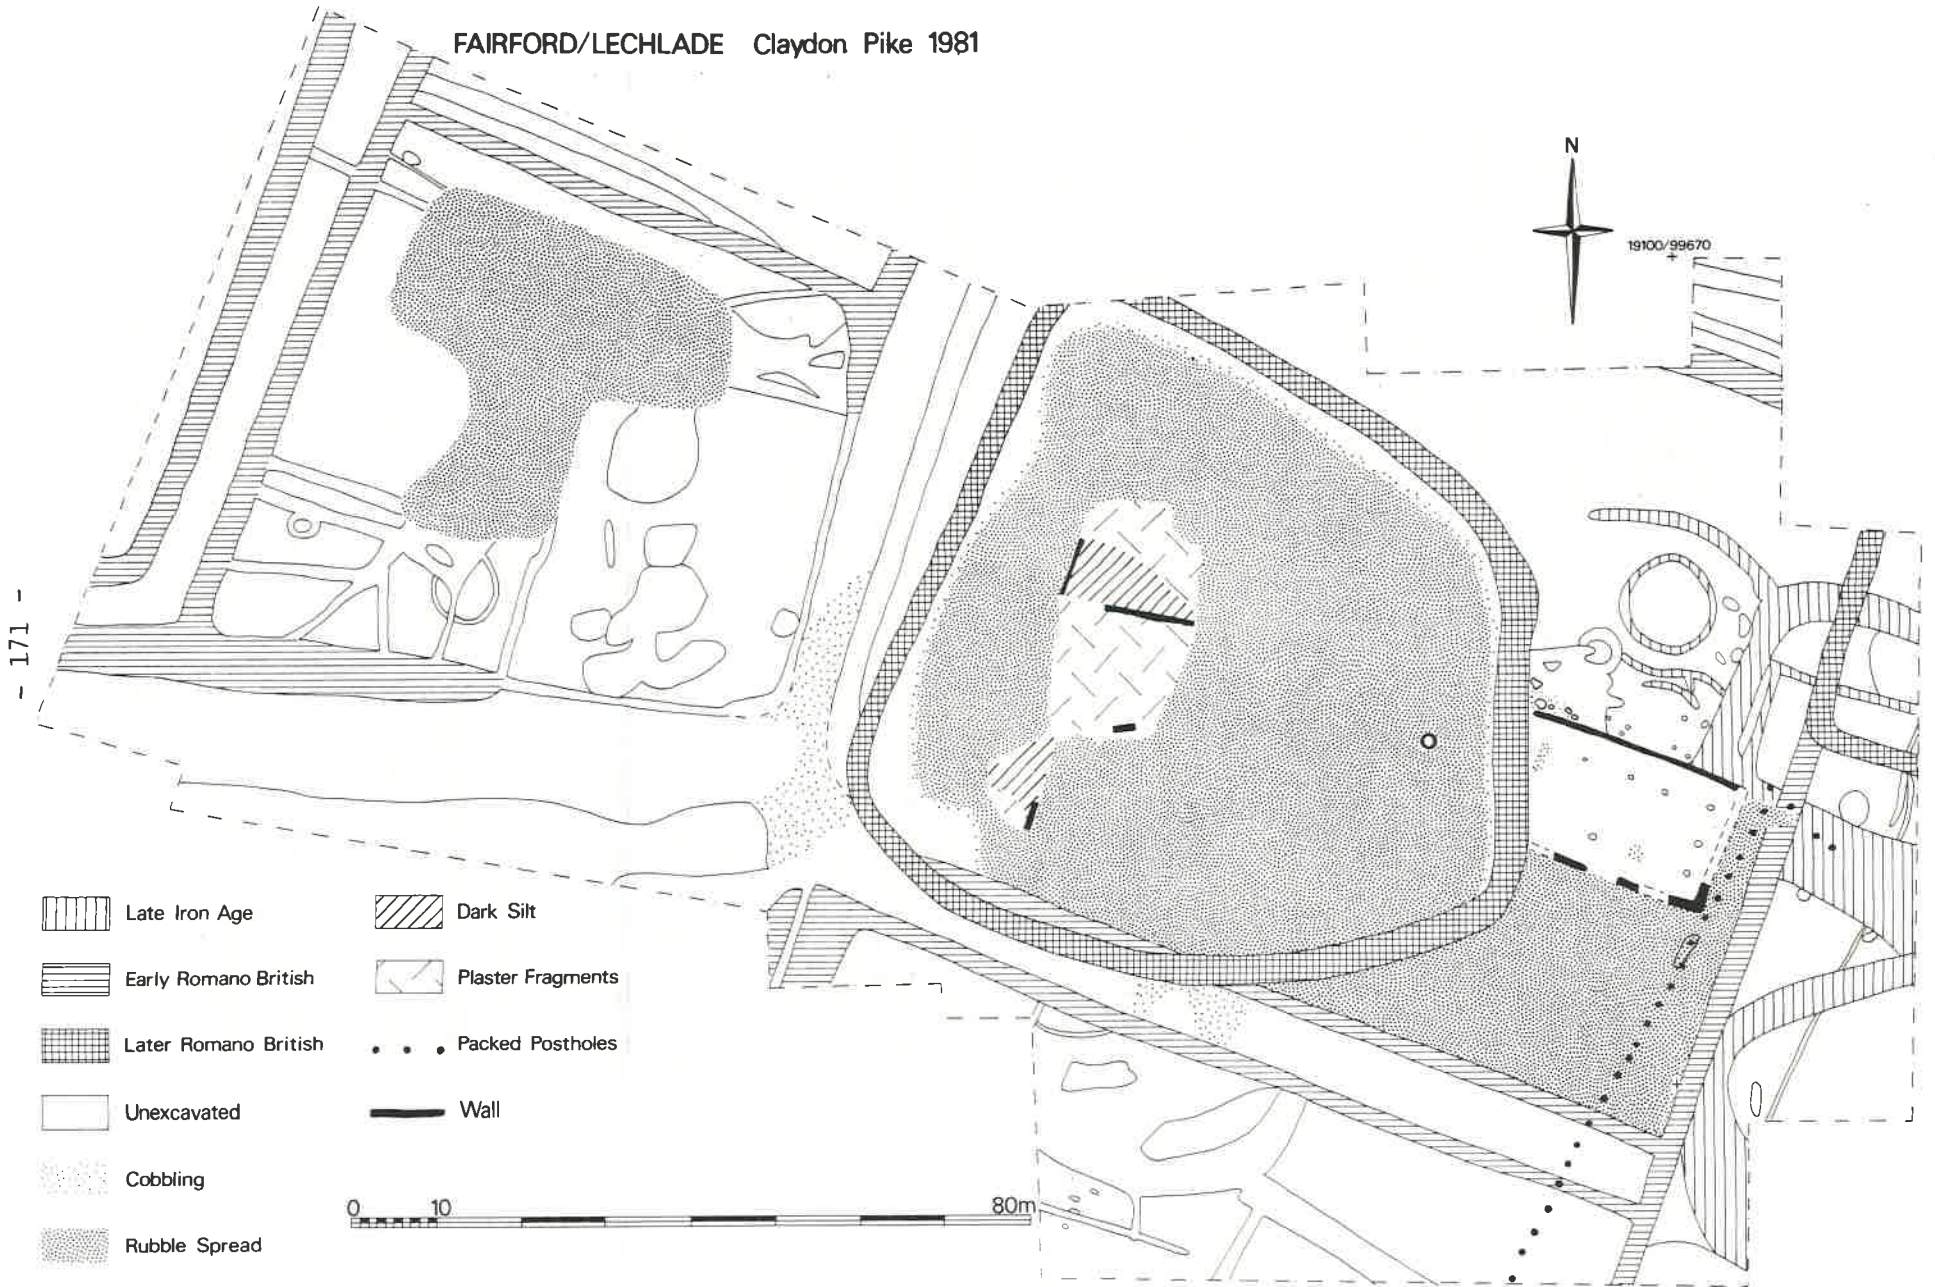 FAIRFORD/LECHLADE Claydon Pike 1981
N
19100/99670
- 171 -
Late Iron Age
Early Romano British
Later Romano British
Unexcavated
Cobbling
Rubble Spread
Dark Silt
Plaster Fragments
Packed Postholes
Wall
0 10 80m